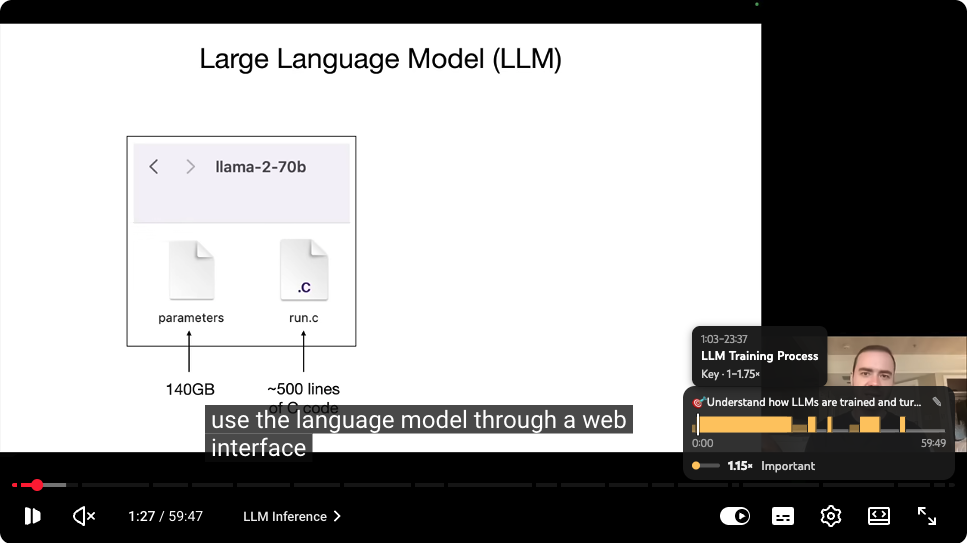 Large Language Model (LLM)
llama-2-70b
.C
parameters
run.c
140GB
~500 lines
of C code
use the language model through a web
interface
1:03–23:37
LLM Training Process
Key · 1–1.75×
Understand how LLMs are trained and tur...
0:00
59:49
1.15× Important
1:27 / 59:47
LLM Inference